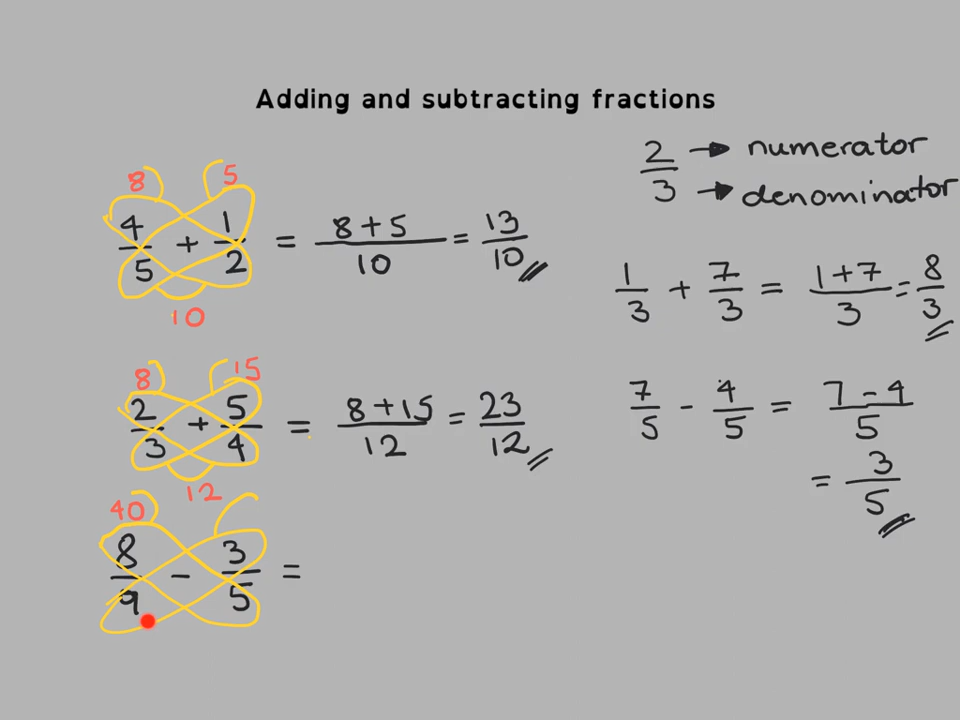 Adding and subtracting fractions
2/3 → numerator
→ denominator
8 5
4/5 + 1/2 = 8+5/10 = 13/10
10
1/3 + 7/3 = 1+7/3 = 8/3
8 15
2/3 + 5/4 = 8+15/12 = 23/12
12
7/5 - 4/5 = 7-4/5
= 3/5
40
8/9 - 3/5 =